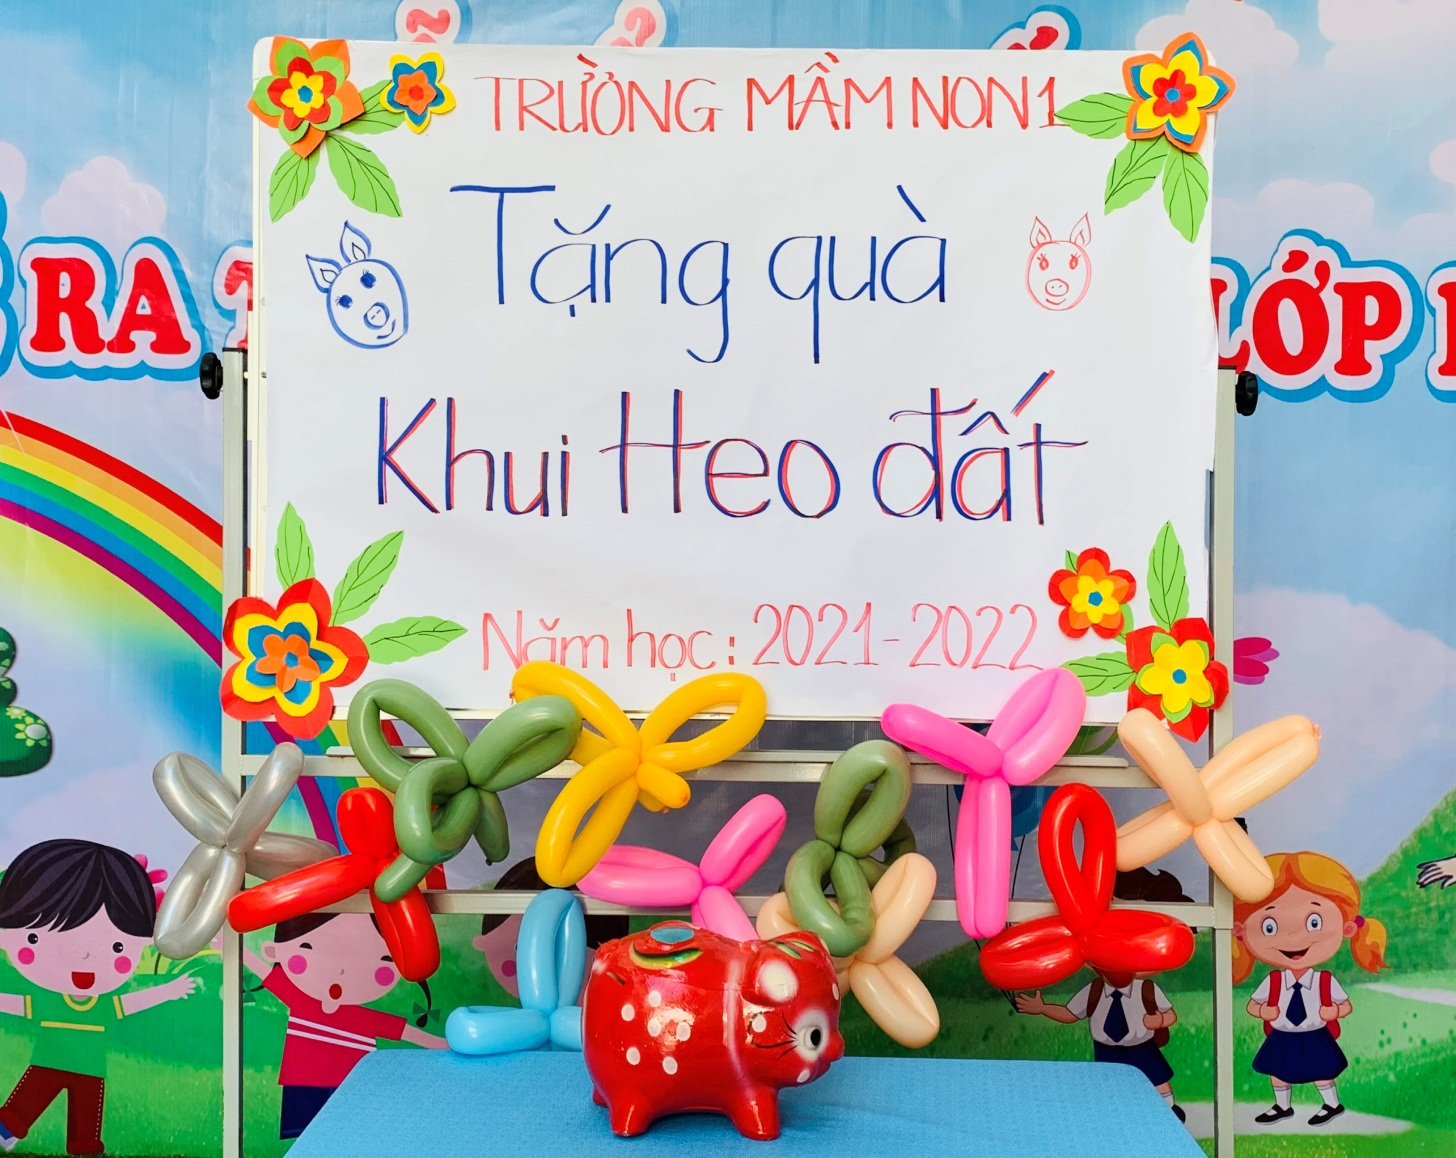 TRƯỜNG MẦM NON 1
Tặng quà
Khui Heo đất
Năm học: 2021-2022
RA
LỚP